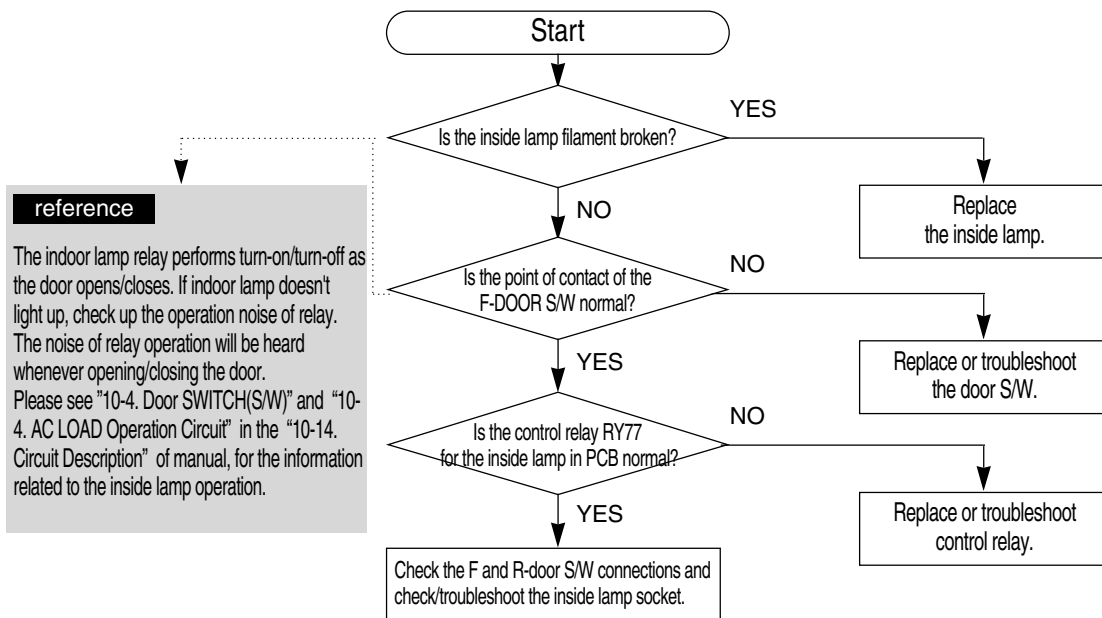 Start
Is the inside lamp filament broken?
YES
Replace
the inside lamp.
NO
reference
The indoor lamp relay performs turn-on/turn-off as
the door opens/closes. If indoor lamp doesn't
light up, check up the operation noise of relay.
The noise of relay operation will be heard
whenever opening/closing the door.
Please see "10-4. Door SWITCH(S/W)" and “10-
4. AC LOAD Operation Circuit” in the “10-14.
Circuit Description” of manual, for the information
related to the inside lamp operation.
Is the point of contact of the
F-DOOR S/W normal?
NO
Replace or troubleshoot
the door S/W.
YES
Is the control relay RY77
for the inside lamp in PCB normal?
NO
Replace or troubleshoot
control relay.
YES
Check the F and R-door S/W connections and
check/troubleshoot the inside lamp socket.